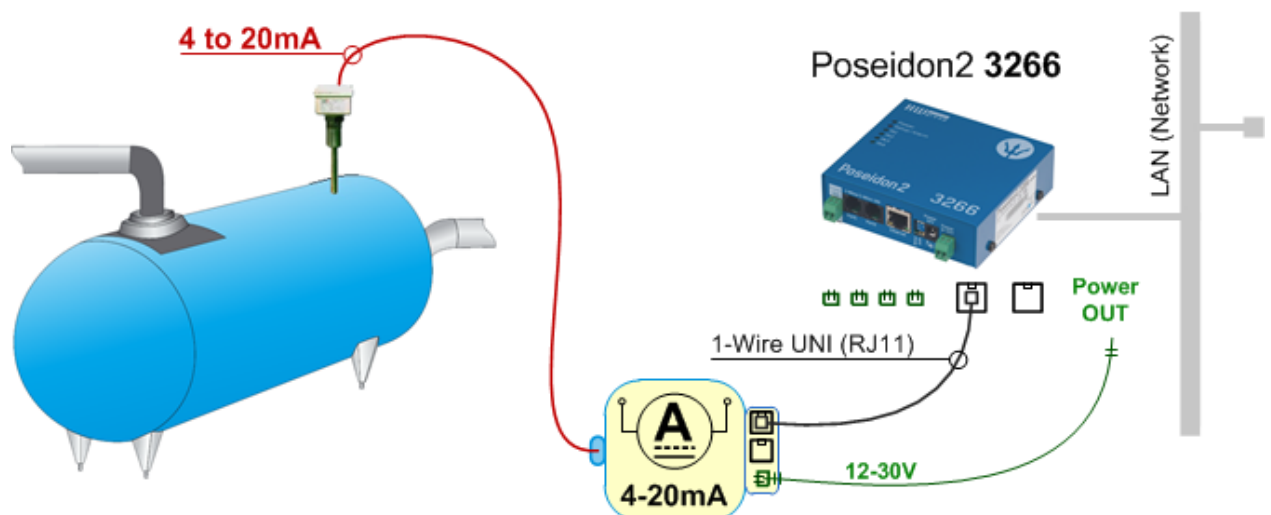 4 to 20mA
Poseidon2 3266
LAN (Network)
Poseidon2
3266
Power
OUT
1-Wire UNI (RJ11)
A
12-30V
4-20mA